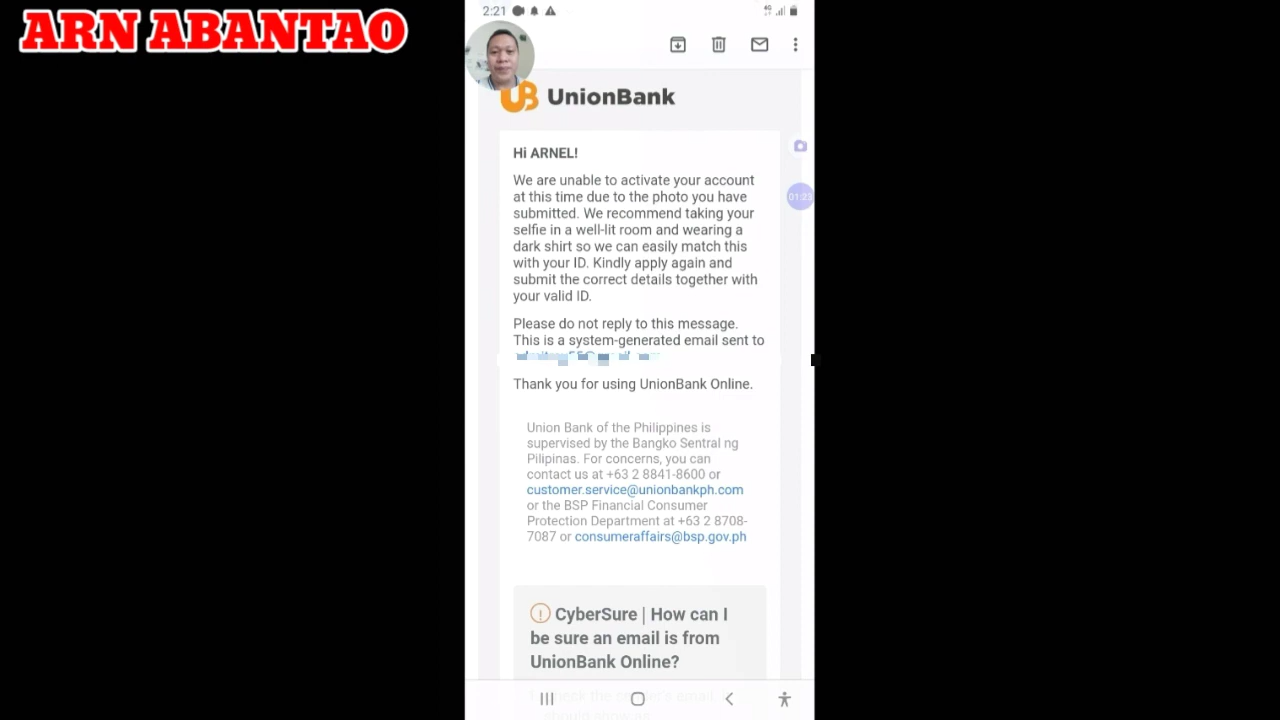 ARN ABANTAO
2:21
UnionBank
Hi ARNEL!
We are unable to activate your account
at this time due to the photo you have
submitted. We recommend taking your
selfie in a well-lit room and wearing a
dark shirt so we can easily match this
with your ID. Kindly apply again and
submit the correct details together with
your valid ID.
01:23
Please do not reply to this message.
This is a system-generated email sent to
Thank you for using UnionBank Online.
Union Bank of the Philippines is
supervised by the Bangko Sentral ng
Pilipinas. For concerns, you can
contact us at +63 2 8841-8600 or
customer.service@unionbankph.com
or the BSP Financial Consumer
Protection Department at +63 2 8708-
7087 or consumeraffairs@bsp.gov.ph
CyberSure | How can I
be sure an email is from
UnionBank Online?